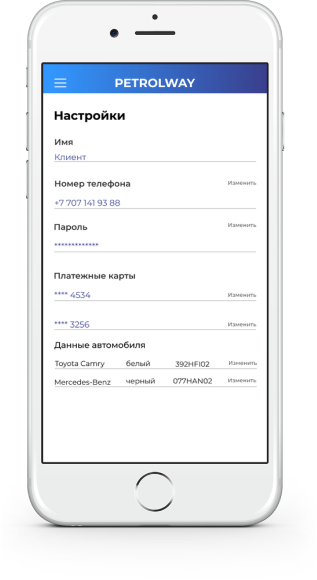 PETROLWAY
Настройки
Имя
Клиент
Номер телефона Изменить
+7 707 141 93 88
Пароль Изменить
*************
Платежные карты
**** 4534 Изменить
**** 3256 Изменить
Данные автомобиля
Toyota Camry белый 392HFI02 Изменить
Mercedes-Benz черный 077HAN02 Изменить